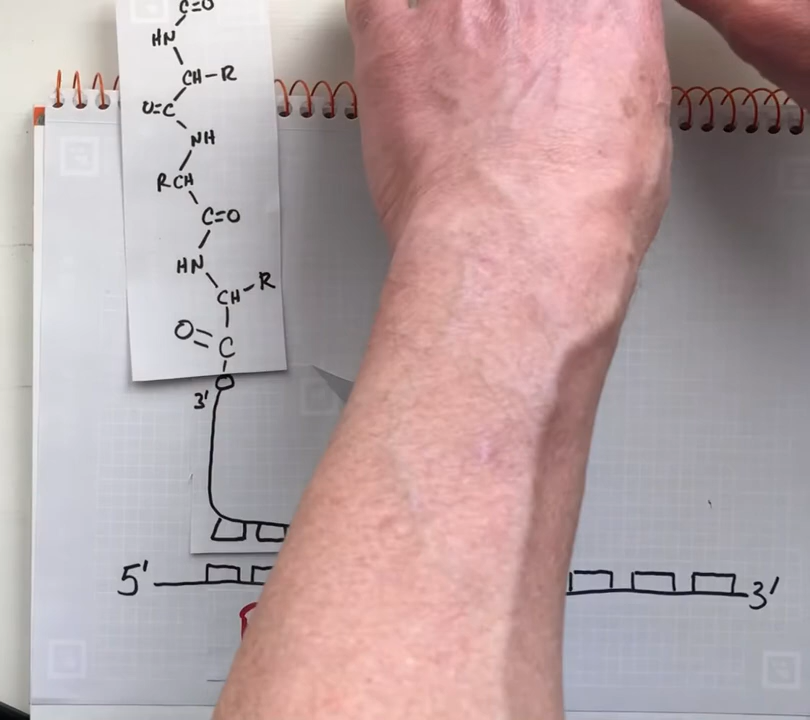 C=O
HN
CH-R
O=C
NH
RCH
C=O
HN
CH-R
O=C
O
3'
5'
3'